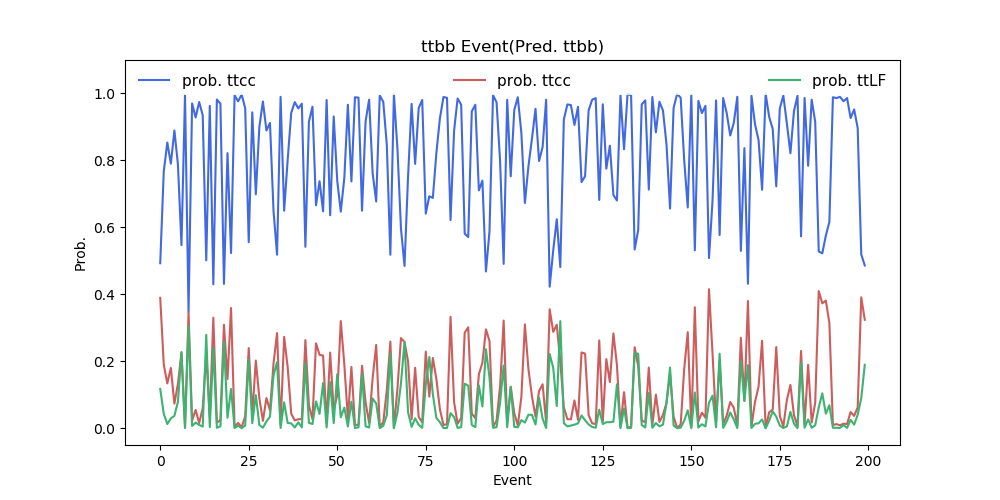 ttbb Event(Pred. ttbb)
prob. ttcc prob. ttcc prob. ttLF
1.0
0.8
0.6
0.4
0.2
0.0
Prob.
0 25 50 75 100 125 150 175 200
Event